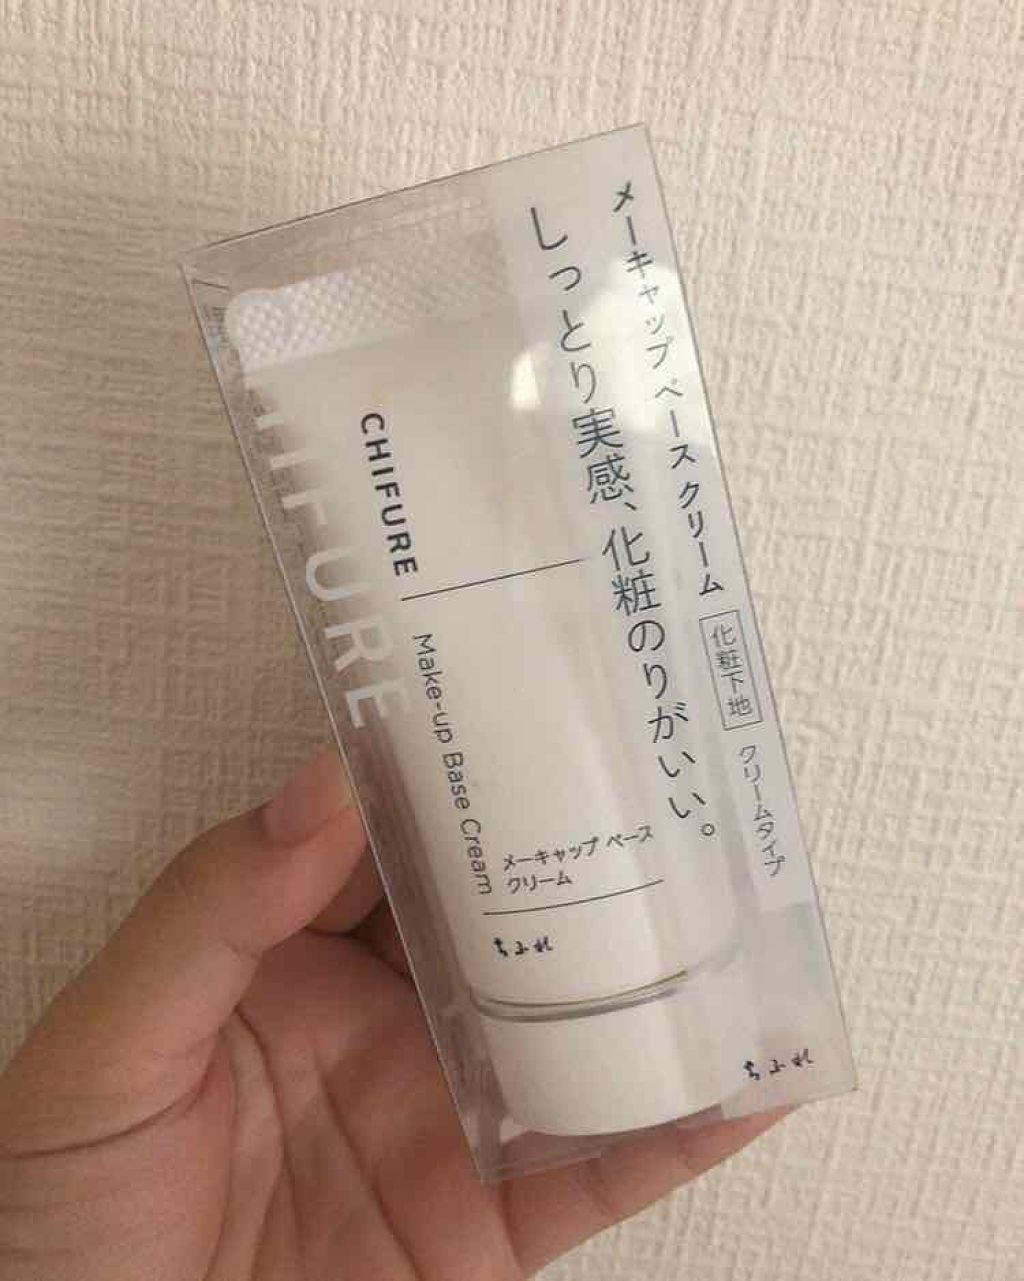 メーキャップ ベース クリーム 化粧下地 クリームタイプ
しっとり実感、化粧のりがいい。
CHIFURE
Make-up Base Cream
メーキャップ ベース
クリーム
ちふれ
ちふれ
HIFURE